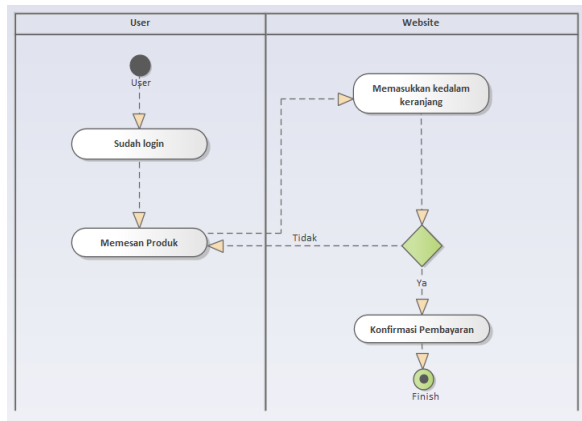 User
Website
User
Memasukkan kedalam
keranjang
Sudah login
Memesan Produk
Tidak
Ya
Konfirmasi Pembayaran
Finish